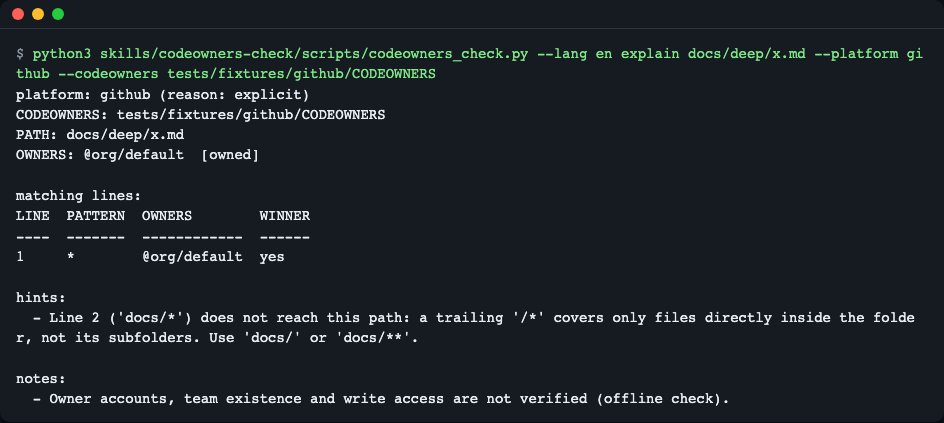 $ python3 skills/codeowners-check/scripts/codeowners_check.py --lang en explain docs/deep/x.md --platform gi
thub --codeowners tests/fixtures/github/CODEOWNERS
platform: github (reason: explicit)
CODEOWNERS: tests/fixtures/github/CODEOWNERS
PATH: docs/deep/x.md
OWNERS: @org/default  [owned]

matching lines:
LINE  PATTERN  OWNERS        WINNER
----  -------  ------------  ------
1     *        @org/default  yes

hints:
  - Line 2 ('docs/*') does not reach this path: a trailing '/*' covers only files directly inside the folde
r, not its subfolders. Use 'docs/' or 'docs/**'.

notes:
  - Owner accounts, team existence and write access are not verified (offline check).